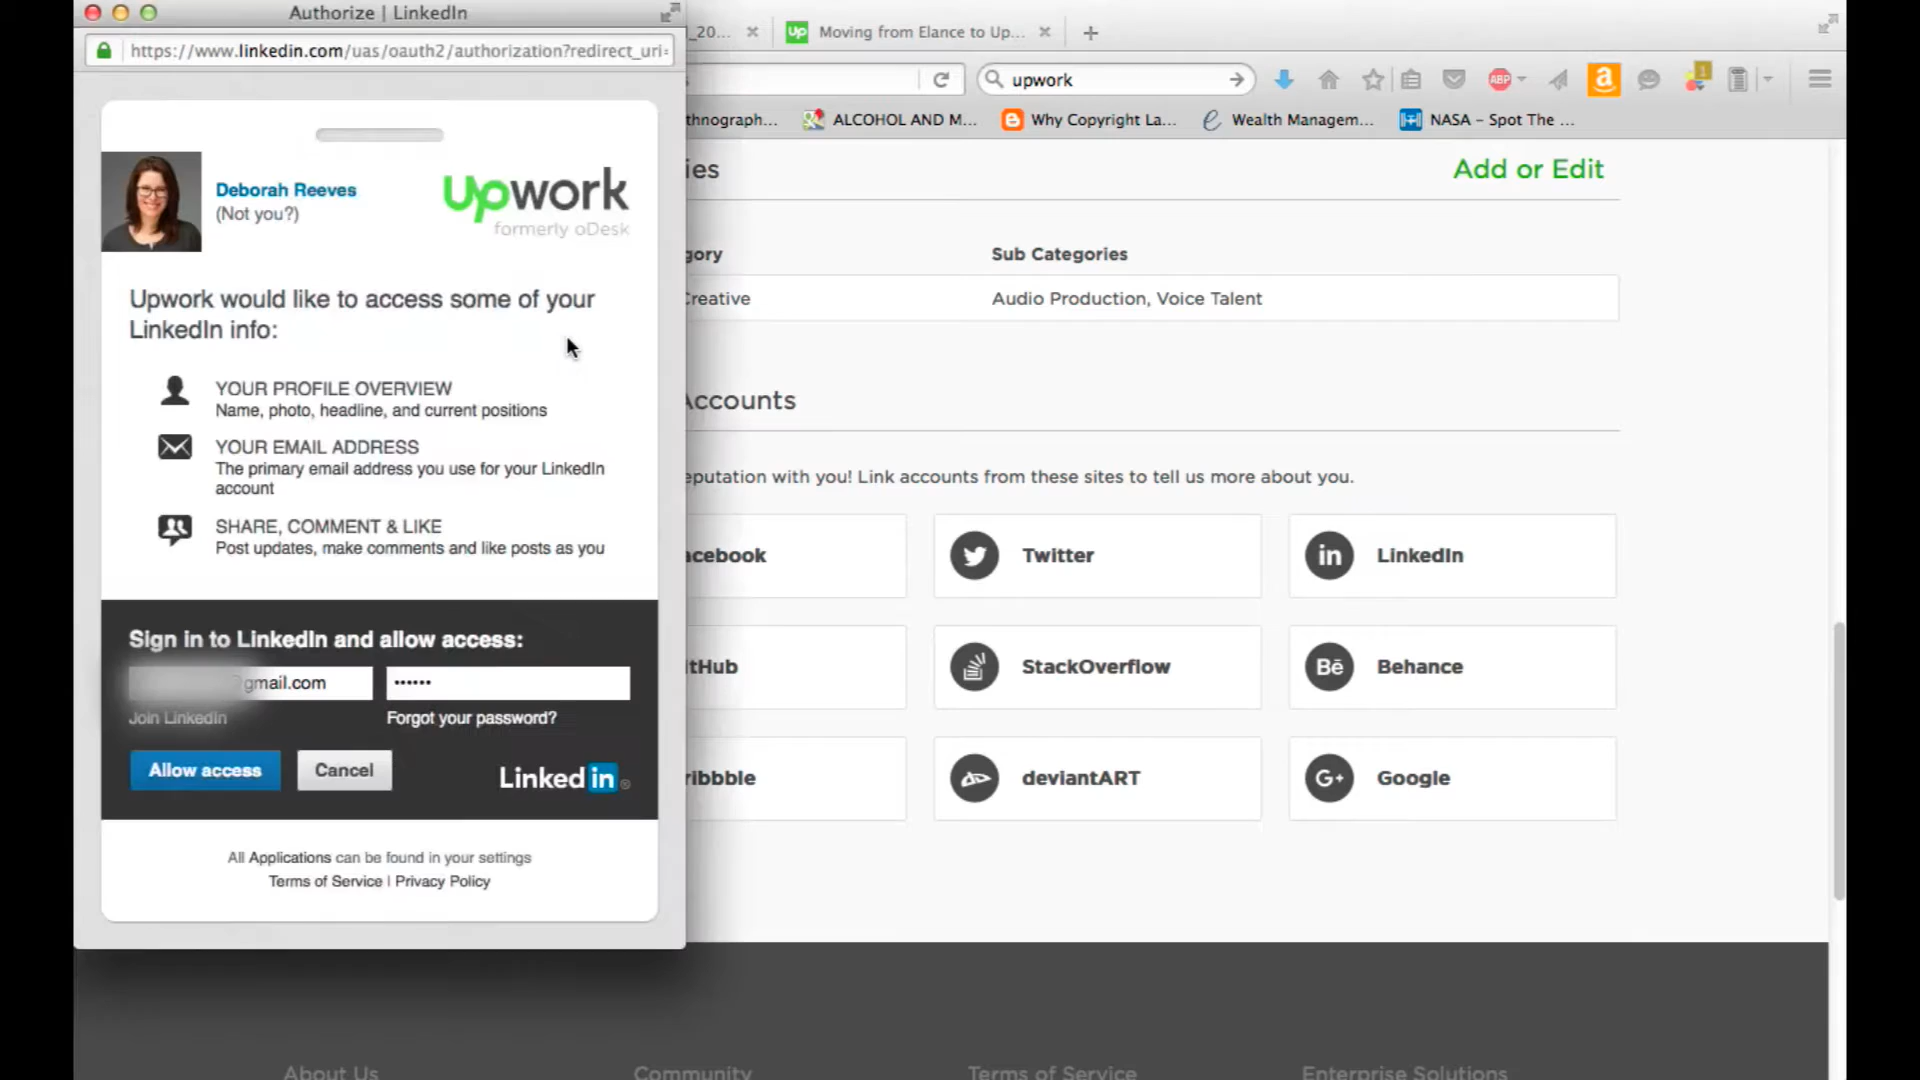 Authorize | LinkedIn
https://www.linkedin.com/uas/oauth2/authorization?redirect_uri=
_20...
Up Moving from Elance to Up...
upwork
ABP
a
1
thnograph...
ALCOHOL AND M...
Why Copyright La...
Wealth Managem...
NASA - Spot The ...
Deborah Reeves
(Not you?)
upwork
formerly oDesk
Upwork would like to access some of your
LinkedIn info:
YOUR PROFILE OVERVIEW
Name, photo, headline, and current positions
YOUR EMAIL ADDRESS
The primary email address you use for your LinkedIn
account
SHARE, COMMENT & LIKE
Post updates, make comments and like posts as you
Sign in to LinkedIn and allow access:
@gmail.com
••••••
Join LinkedIn
Forgot your password?
Allow access
Cancel
Linked in ®
All Applications can be found in your settings
Terms of Service | Privacy Policy
ies
Add or Edit
gory
Sub Categories
Creative
Audio Production, Voice Talent
Accounts
eputation with you! Link accounts from these sites to tell us more about you.
acebook
Twitter
in LinkedIn
itHub
StackOverflow
Bē Behance
ribbble
deviantART
G+ Google
About Us
Community
Terms of Service
Enterprise Solutions